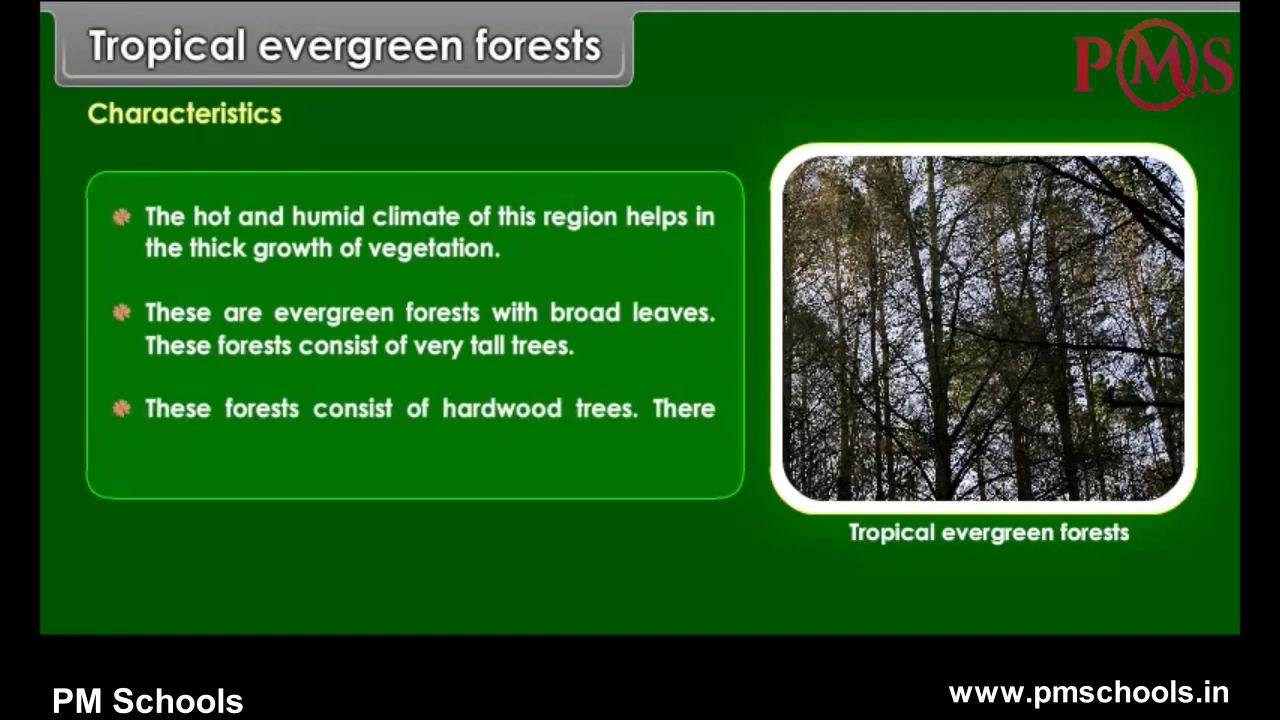 Tropical evergreen forests
PMS
Characteristics
The hot and humid climate of this region helps in
the thick growth of vegetation.
These are evergreen forests with broad leaves.
These forests consist of very tall trees.
These forests consist of hardwood trees. There
Tropical evergreen forests
PM Schools
www.pmschools.in